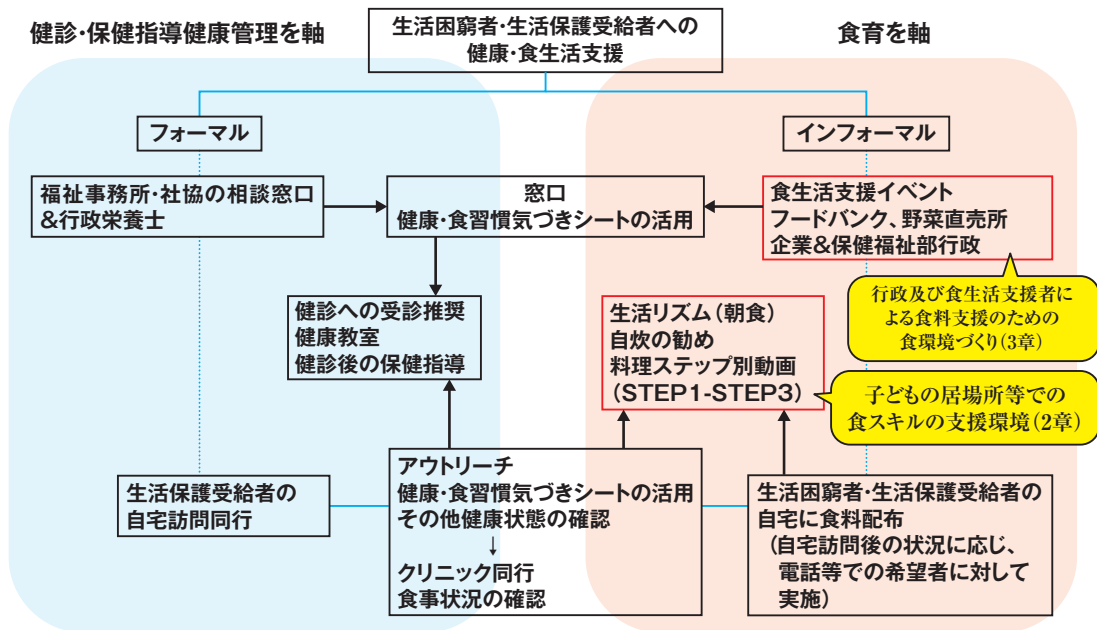 健診・保健指導健康管理を軸
生活困窮者・生活保護受給者への
健康・食生活支援
食育を軸
フォーマル
インフォーマル
福祉事務所・社協の相談窓口
&行政栄養士
窓口
健康・食習慣気づきシートの活用
食生活支援イベント
フードバンク、野菜直売所
企業&保健福祉部行政
行政及び食生活支援者に
よる食料支援のための
食環境づくり(3章)
健診への受診推奨
健康教室
健診後の保健指導
生活リズム(朝食)
自炊の勧め
料理ステップ別動画
(STEP1-STEP3)
子どもの居場所等での
食スキルの支援環境(2章)
生活保護受給者の
自宅訪問同行
アウトリーチ
健康・食習慣気づきシートの活用
その他健康状態の確認
↓
クリニック同行
食事状況の確認
生活困窮者・生活保護受給者の
自宅に食料配布
(自宅訪問後の状況に応じ、
電話等での希望者に対して
実施)